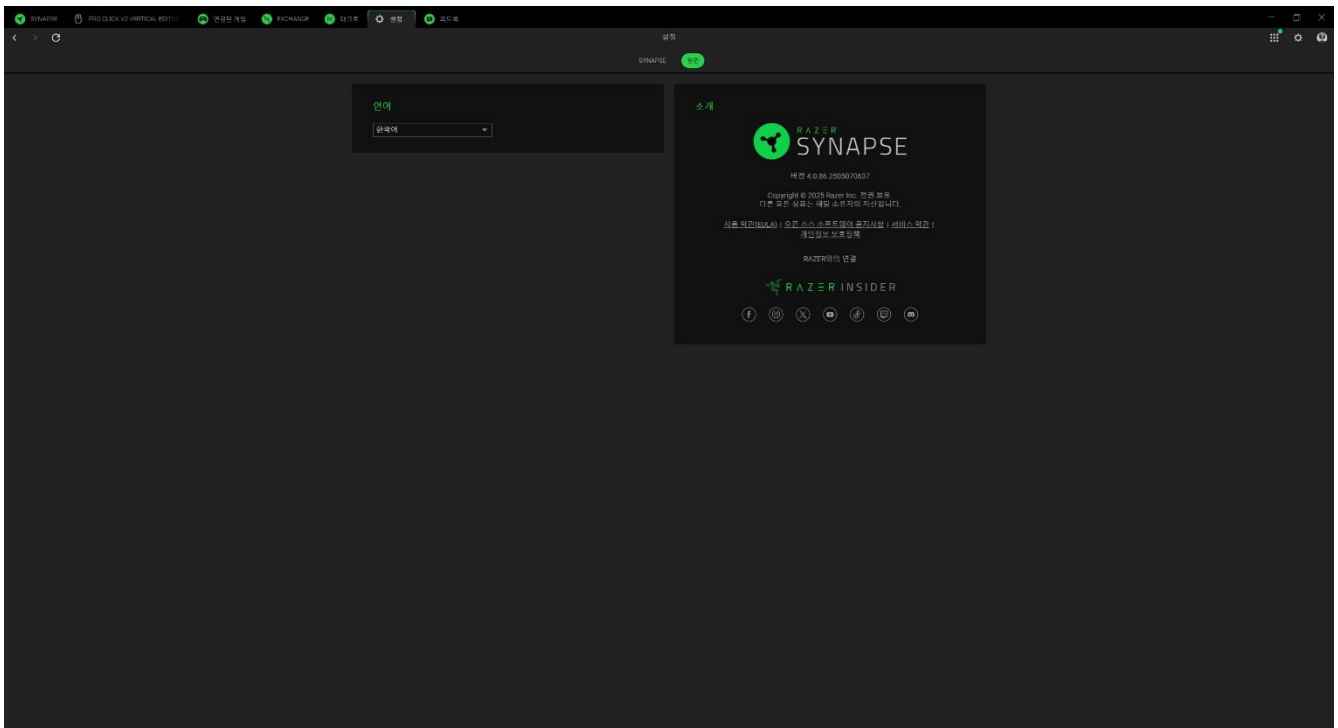 SYNAPSE
PRO CLICK V2 VERTICAL EDITIO
연결된 게임
EXCHANGE
매크로
설정
피드백
설정
SYNAPSE
일반
언어
한국어
소개
RAZER
SYNAPSE
버전 4.0.86.2505070637
Copyright © 2025 Razer Inc. 전권 보유.
다른 모든 상표는 해당 소유자의 자산입니다.
사용 약관(EULA) | 오픈 소스 소프트웨어 공지사항 | 서비스 약관 |
개인정보 보호정책
RAZER와의 연결
RAZER INSIDER